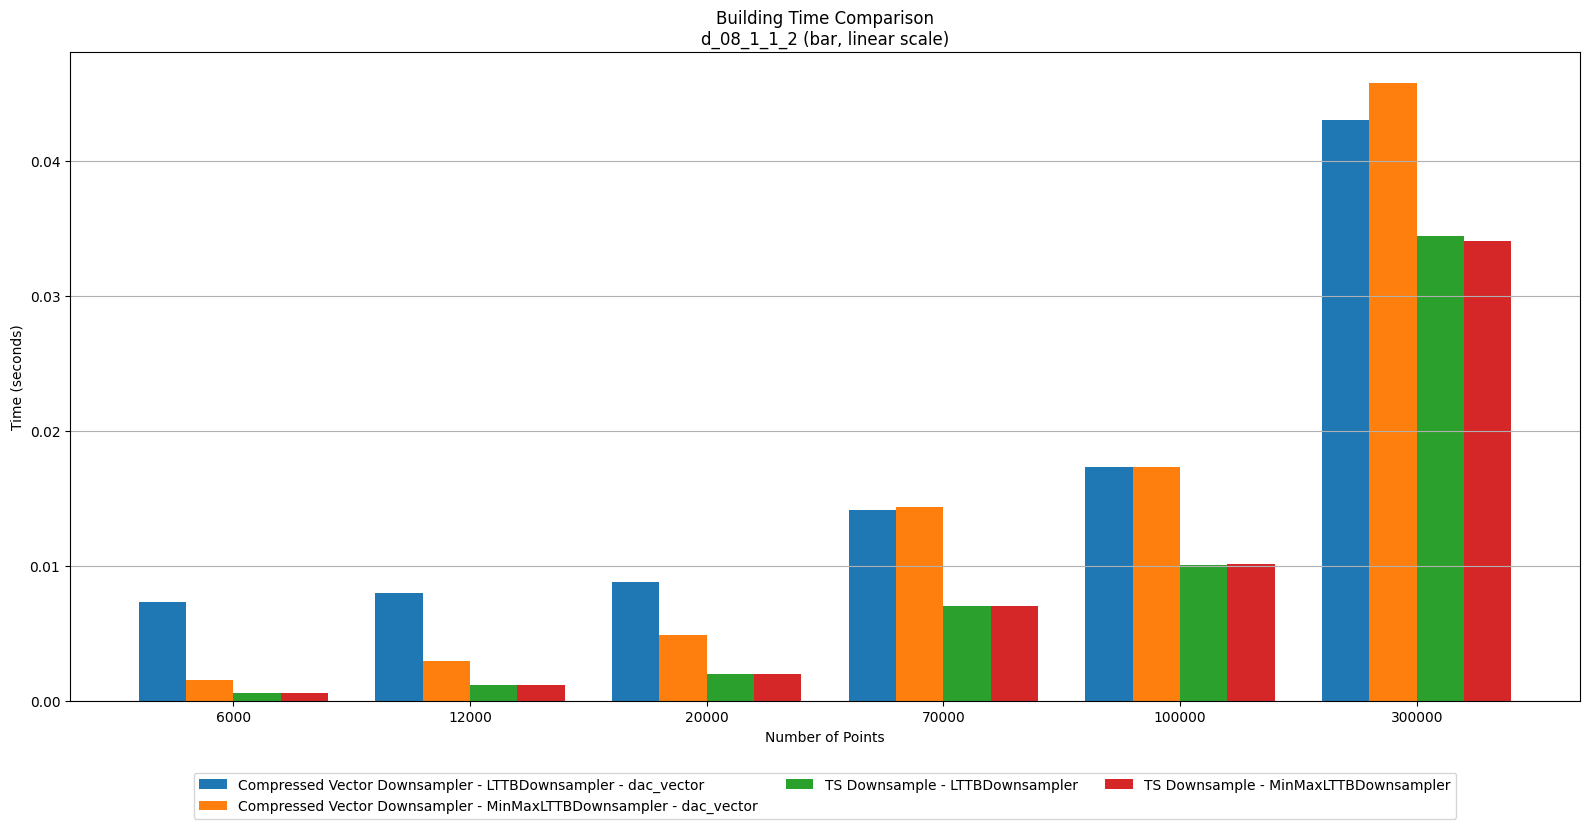 Building Time Comparison
d_08_1_1_2 (bar, linear scale)
Time (seconds)
0.04
0.03
0.02
0.01
0.00
6000 12000 20000 70000 100000 300000
Number of Points
Compressed Vector Downsampler - LTTBDownsampler - dac_vector
Compressed Vector Downsampler - MinMaxLTTBDownsampler - dac_vector
TS Downsample - LTTBDownsampler
TS Downsample - MinMaxLTTBDownsampler